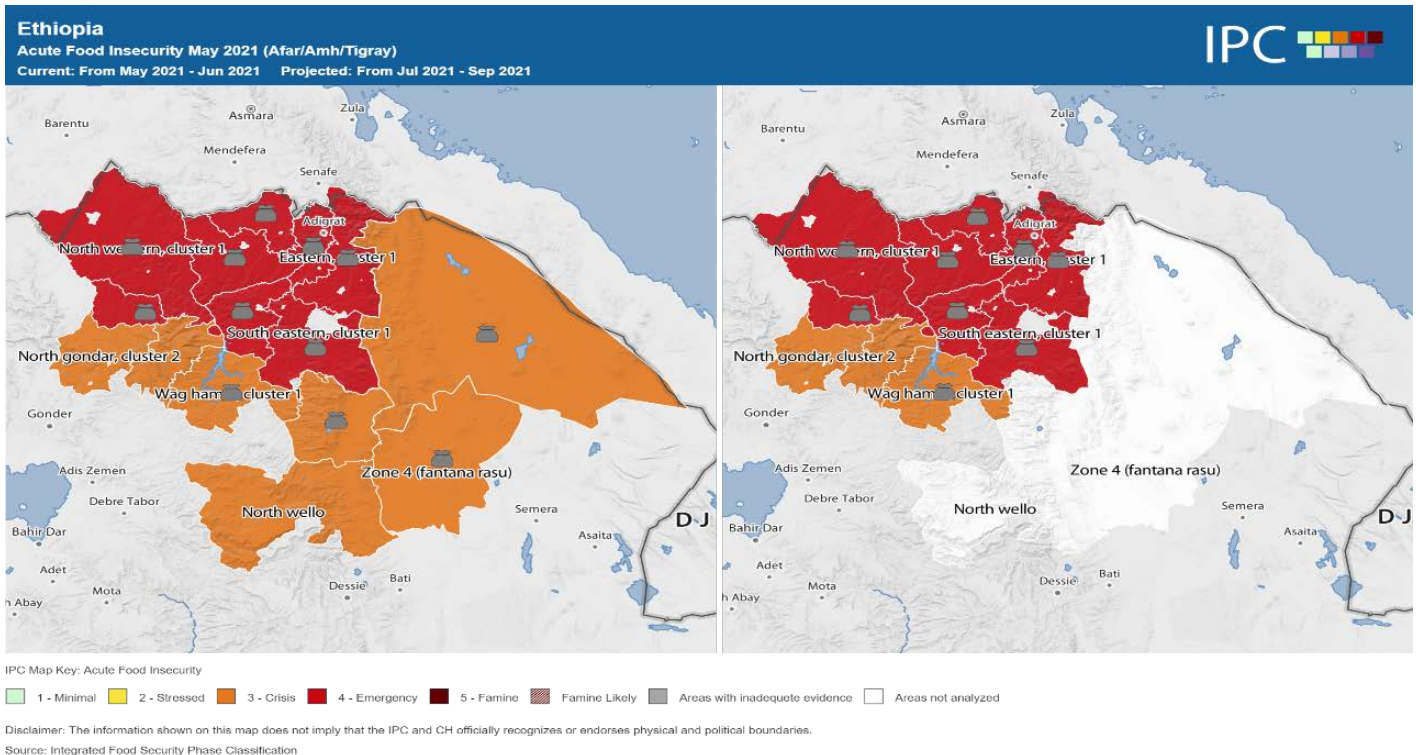 Ethiopia
Acute Food Insecurity May 2021 (Afar/Amh/Tigray)
Current: From May 2021 - Jun 2021 Projected: From Jul 2021 - Sep 2021
IPC
Barentu
Asmara
Zula
Mendefera
Senafe
Adigrat
North western, cluster 1
Eastern, cluster 1
South eastern, cluster 1
North gondar, cluster 2
Wag cluster 1
Gonder
Zone 4 (fantana rasu)
Adis Zemen
North wello
Debre Tabor
Semera
D J
Bahir Dar
Asaita
Dessie
Bati
Adet
Mota
h Abay
Barentu
Asmara
Zula
Mendefera
Senafe
Adigrat
North western, cluster 1
Eastern, cluster 1
South eastern, cluster 1
North gondar, cluster 2
Wag cluster 1
Gonder
Zone 4 (fantana rasu)
Adis Zemen
Debre Tabor
North wello
Semera
D J
Bahir Dar
Asaita
Dessie
Bati
Adet
Mota
h Abay
IPC Map Key: Acute Food Insecurity
1 - Minimal 2 - Stressed 3 - Crisis 4 - Emergency 5 - Famine Famine Likely Areas with inadequete evidence Areas not analyzed
Disclaimer: The information shown on this map does not imply that the IPC and CH officially recognizes or endorses physical and political boundaries.
Source: Integrated Food Security Phase Classification